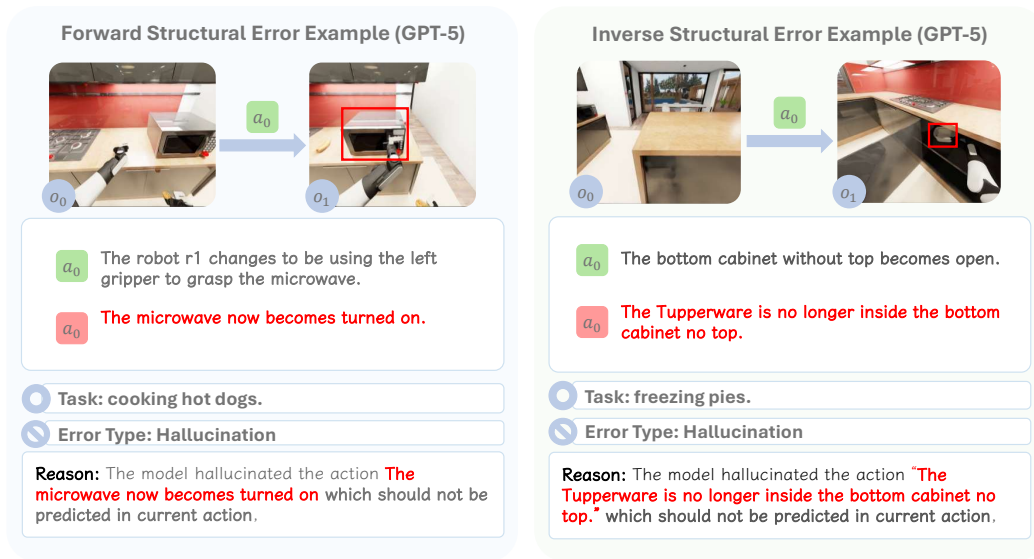 Forward Structural Error Example (GPT-5)
a0
o0
o1
a0
The robot r1 changes to be using the left
gripper to grasp the microwave.
a0
The microwave now becomes turned on.
Task: cooking hot dogs.
Error Type: Hallucination
Reason: The model hallucinated the action The
microwave now becomes turned on which should not be
predicted in current action.
Inverse Structural Error Example (GPT-5)
a0
o0
o1
a0
The bottom cabinet without top becomes open.
a0
The Tupperware is no longer inside the bottom
cabinet no top.
Task: freezing pies.
Error Type: Hallucination
Reason: The model hallucinated the action “The
Tupperware is no longer inside the bottom cabinet no
top.” which should not be predicted in current action.